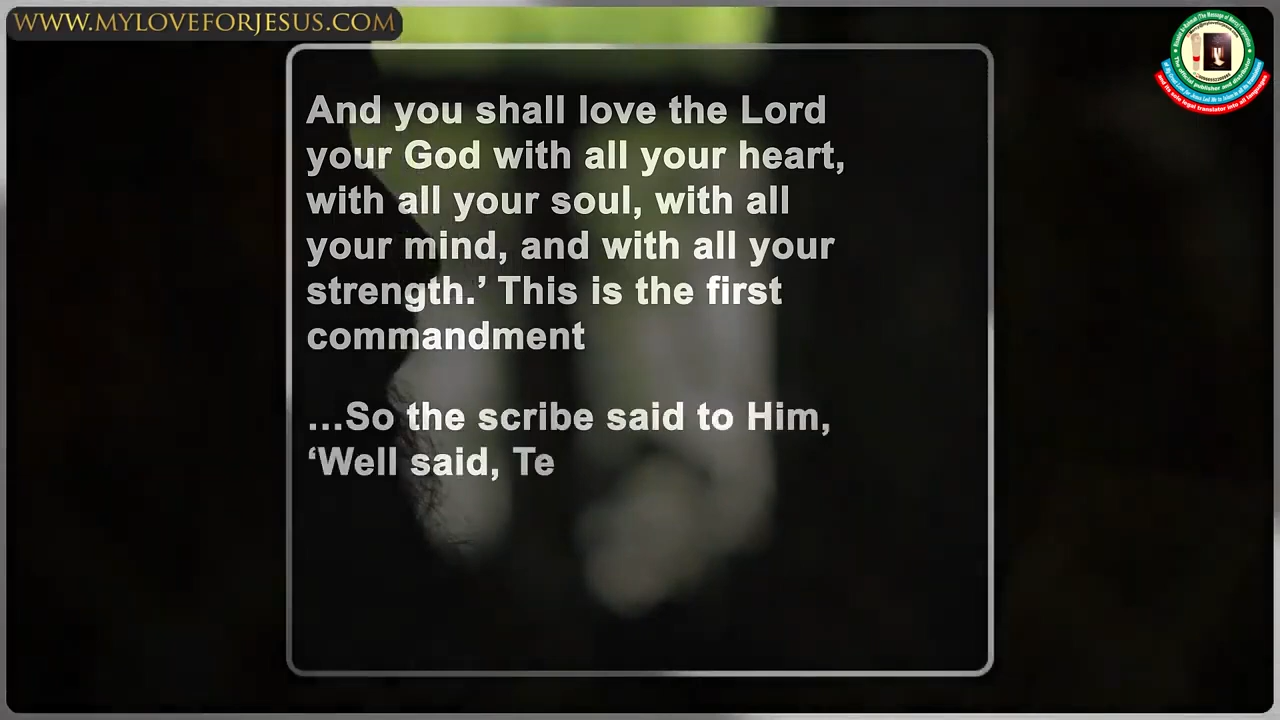 WWW.MYLOVEFORJESUS.COM
And you shall love the Lord
your God with all your heart,
with all your soul, with all
your mind, and with all your
strength.’ This is the first
commandment
…So the scribe said to Him,
‘Well said, Te